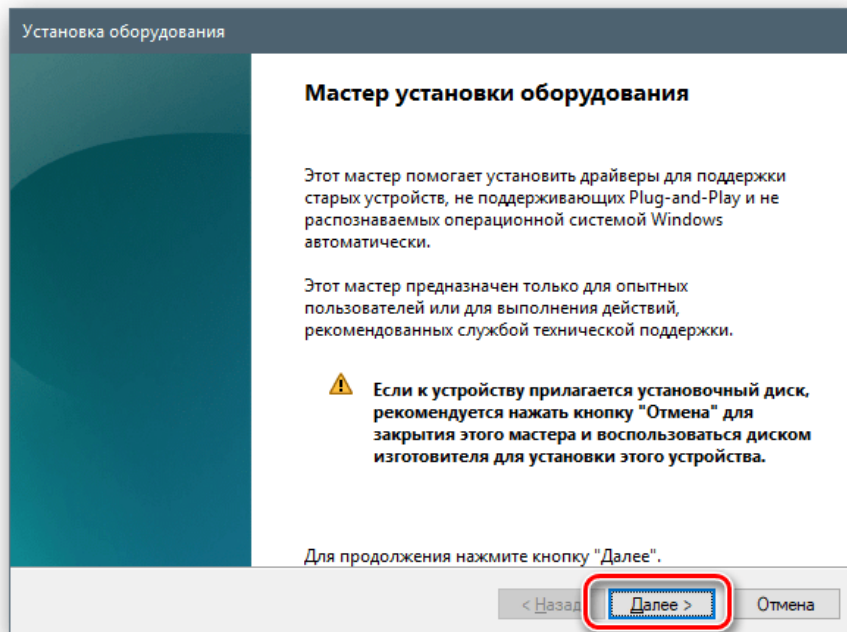 Установка оборудования
Мастер установки оборудования
Этот мастер помогает установить драйверы для поддержки
старых устройств, не поддерживающих Plug-and-Play и не
распознаваемых операционной системой Windows
автоматически.
Этот мастер предназначен только для опытных
пользователей или для выполнения действий,
рекомендованных службой технической поддержки.
Если к устройству прилагается установочный диск,
рекомендуется нажать кнопку "Отмена" для
закрытия этого мастера и воспользоваться диском
изготовителя для установки этого устройства.
Для продолжения нажмите кнопку "Далее".
< Назад Далее > Отмена